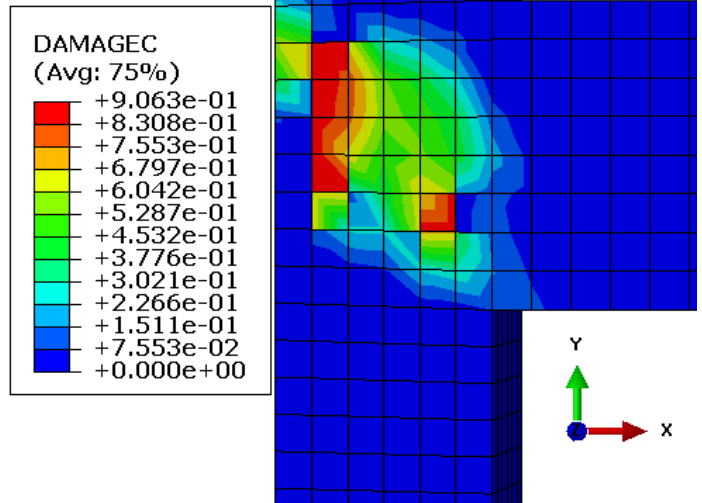 DAMAGEC
(Avg: 75%)
+9.063e-01
+8.308e-01
+7.553e-01
+6.797e-01
+6.042e-01
+5.287e-01
+4.532e-01
+3.776e-01
+3.021e-01
+2.266e-01
+1.511e-01
+7.553e-02
+0.000e+00
Y
Z
X